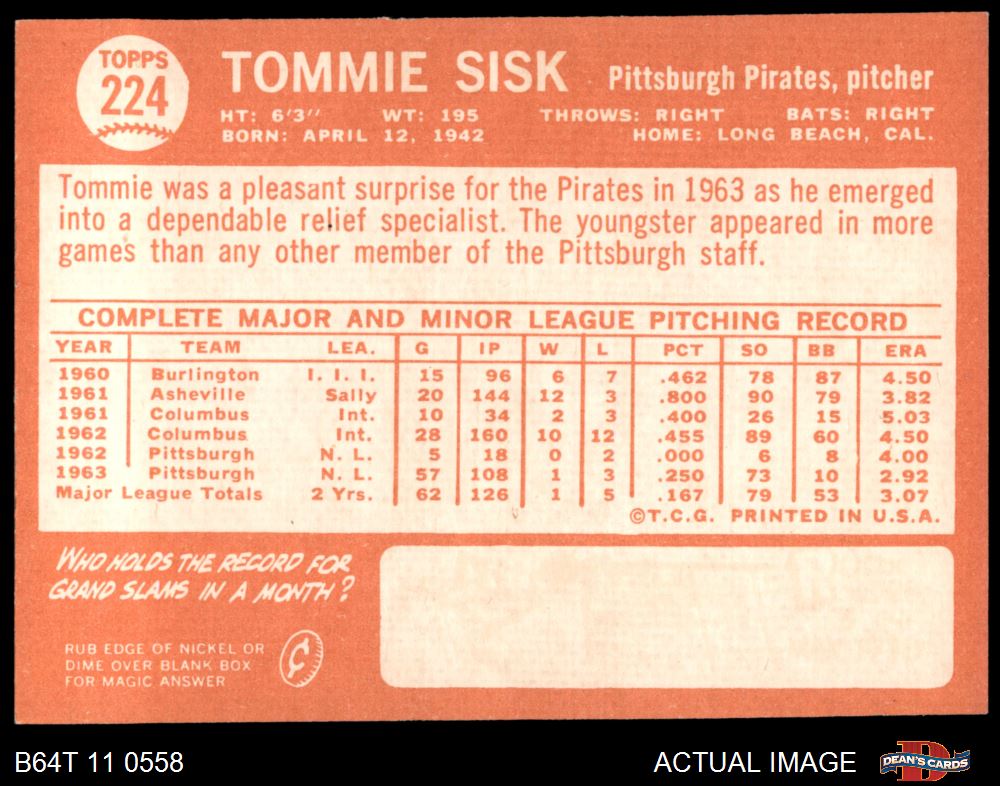 TOPPS
224
TOMMIE SISK Pittsburgh Pirates, pitcher
HT: 6'3" WT: 195 THROWS: RIGHT BATS: RIGHT
BORN: APRIL 12, 1942 HOME: LONG BEACH, CAL.
Tommie was a pleasant surprise for the Pirates in 1963 as he emerged
into a dependable relief specialist. The youngster appeared in more
games than any other member of the Pittsburgh staff.
COMPLETE MAJOR AND MINOR LEAGUE PITCHING RECORD
YEAR TEAM LEA. G IP W L PCT SO BB ERA
1960 Burlington I. I. I. 15 96 6 7 .462 78 87 4.50
1961 Asheville Sally 20 144 12 3 .800 90 79 3.82
1961 Columbus Int. 10 34 2 3 .400 26 15 5.03
1962 Columbus Int. 28 160 10 12 .455 89 60 4.50
1962 Pittsburgh N. L. 5 18 0 2 .000 6 8 4.00
1963 Pittsburgh N. L. 57 108 1 3 .250 73 10 2.92
Major League Totals 2 Yrs. 62 126 1 5 .167 79 53 3.07
©T.C.G. PRINTED IN U.S.A.
WHO HOLDS THE RECORD FOR
GRAND SLAMS IN A MONTH?
RUB EDGE OF NICKEL OR
DIME OVER BLANK BOX
FOR MAGIC ANSWER
¢
B64T 11 0558 ACTUAL IMAGE
D
DEAN'S CARDS